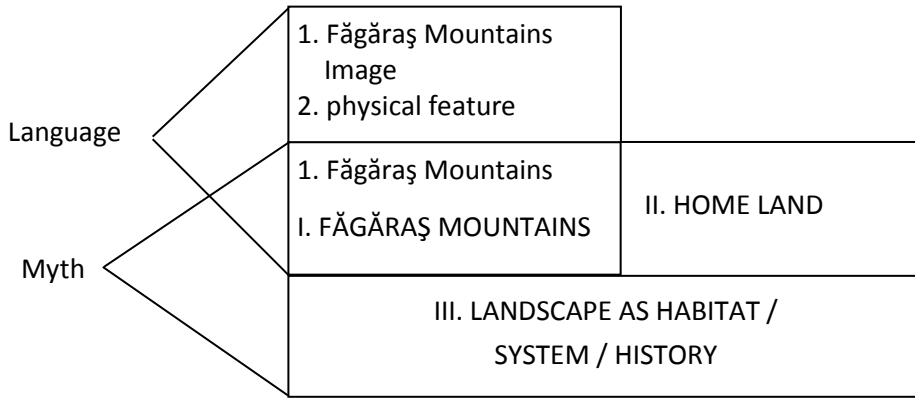 1. Făgăraş Mountains
Image
2. physical feature
Language
1. Făgăraş Mountains
I. FĂGĂRAŞ MOUNTAINS
II. HOME LAND
Myth
III. LANDSCAPE AS HABITAT /
SYSTEM / HISTORY